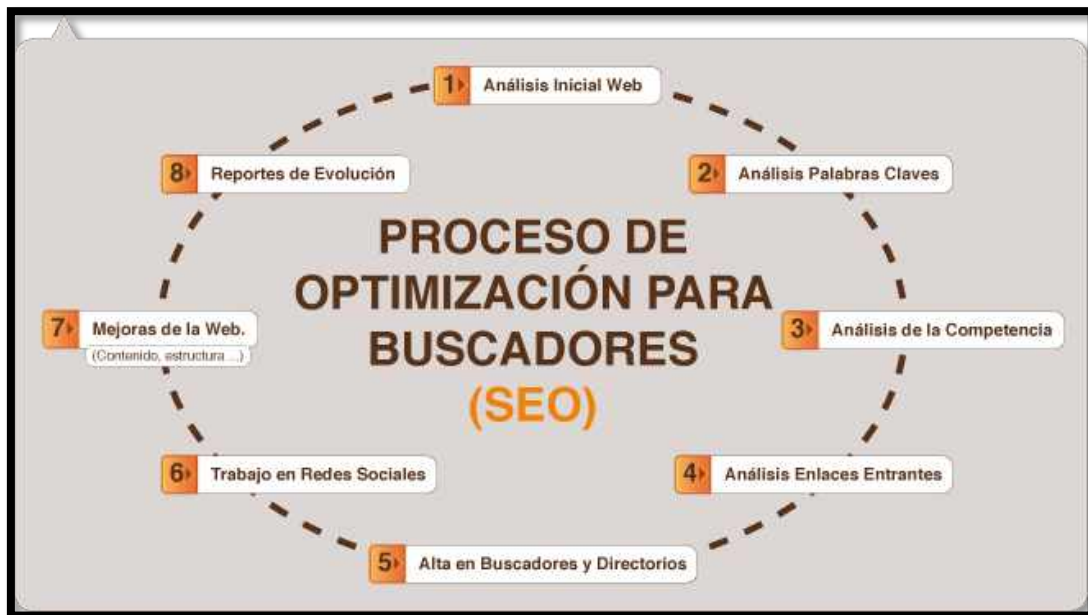 1 Análisis Inicial Web
2 Análisis Palabras Claves
3 Análisis de la Competencia
4 Análisis Enlaces Entrantes
5 Alta en Buscadores y Directorios
6 Trabajo en Redes Sociales
7 Mejoras de la Web.
(Contenido, estructura ...)
8 Reportes de Evolución
PROCESO DE
OPTIMIZACIÓN PARA
BUSCADORES
(SEO)